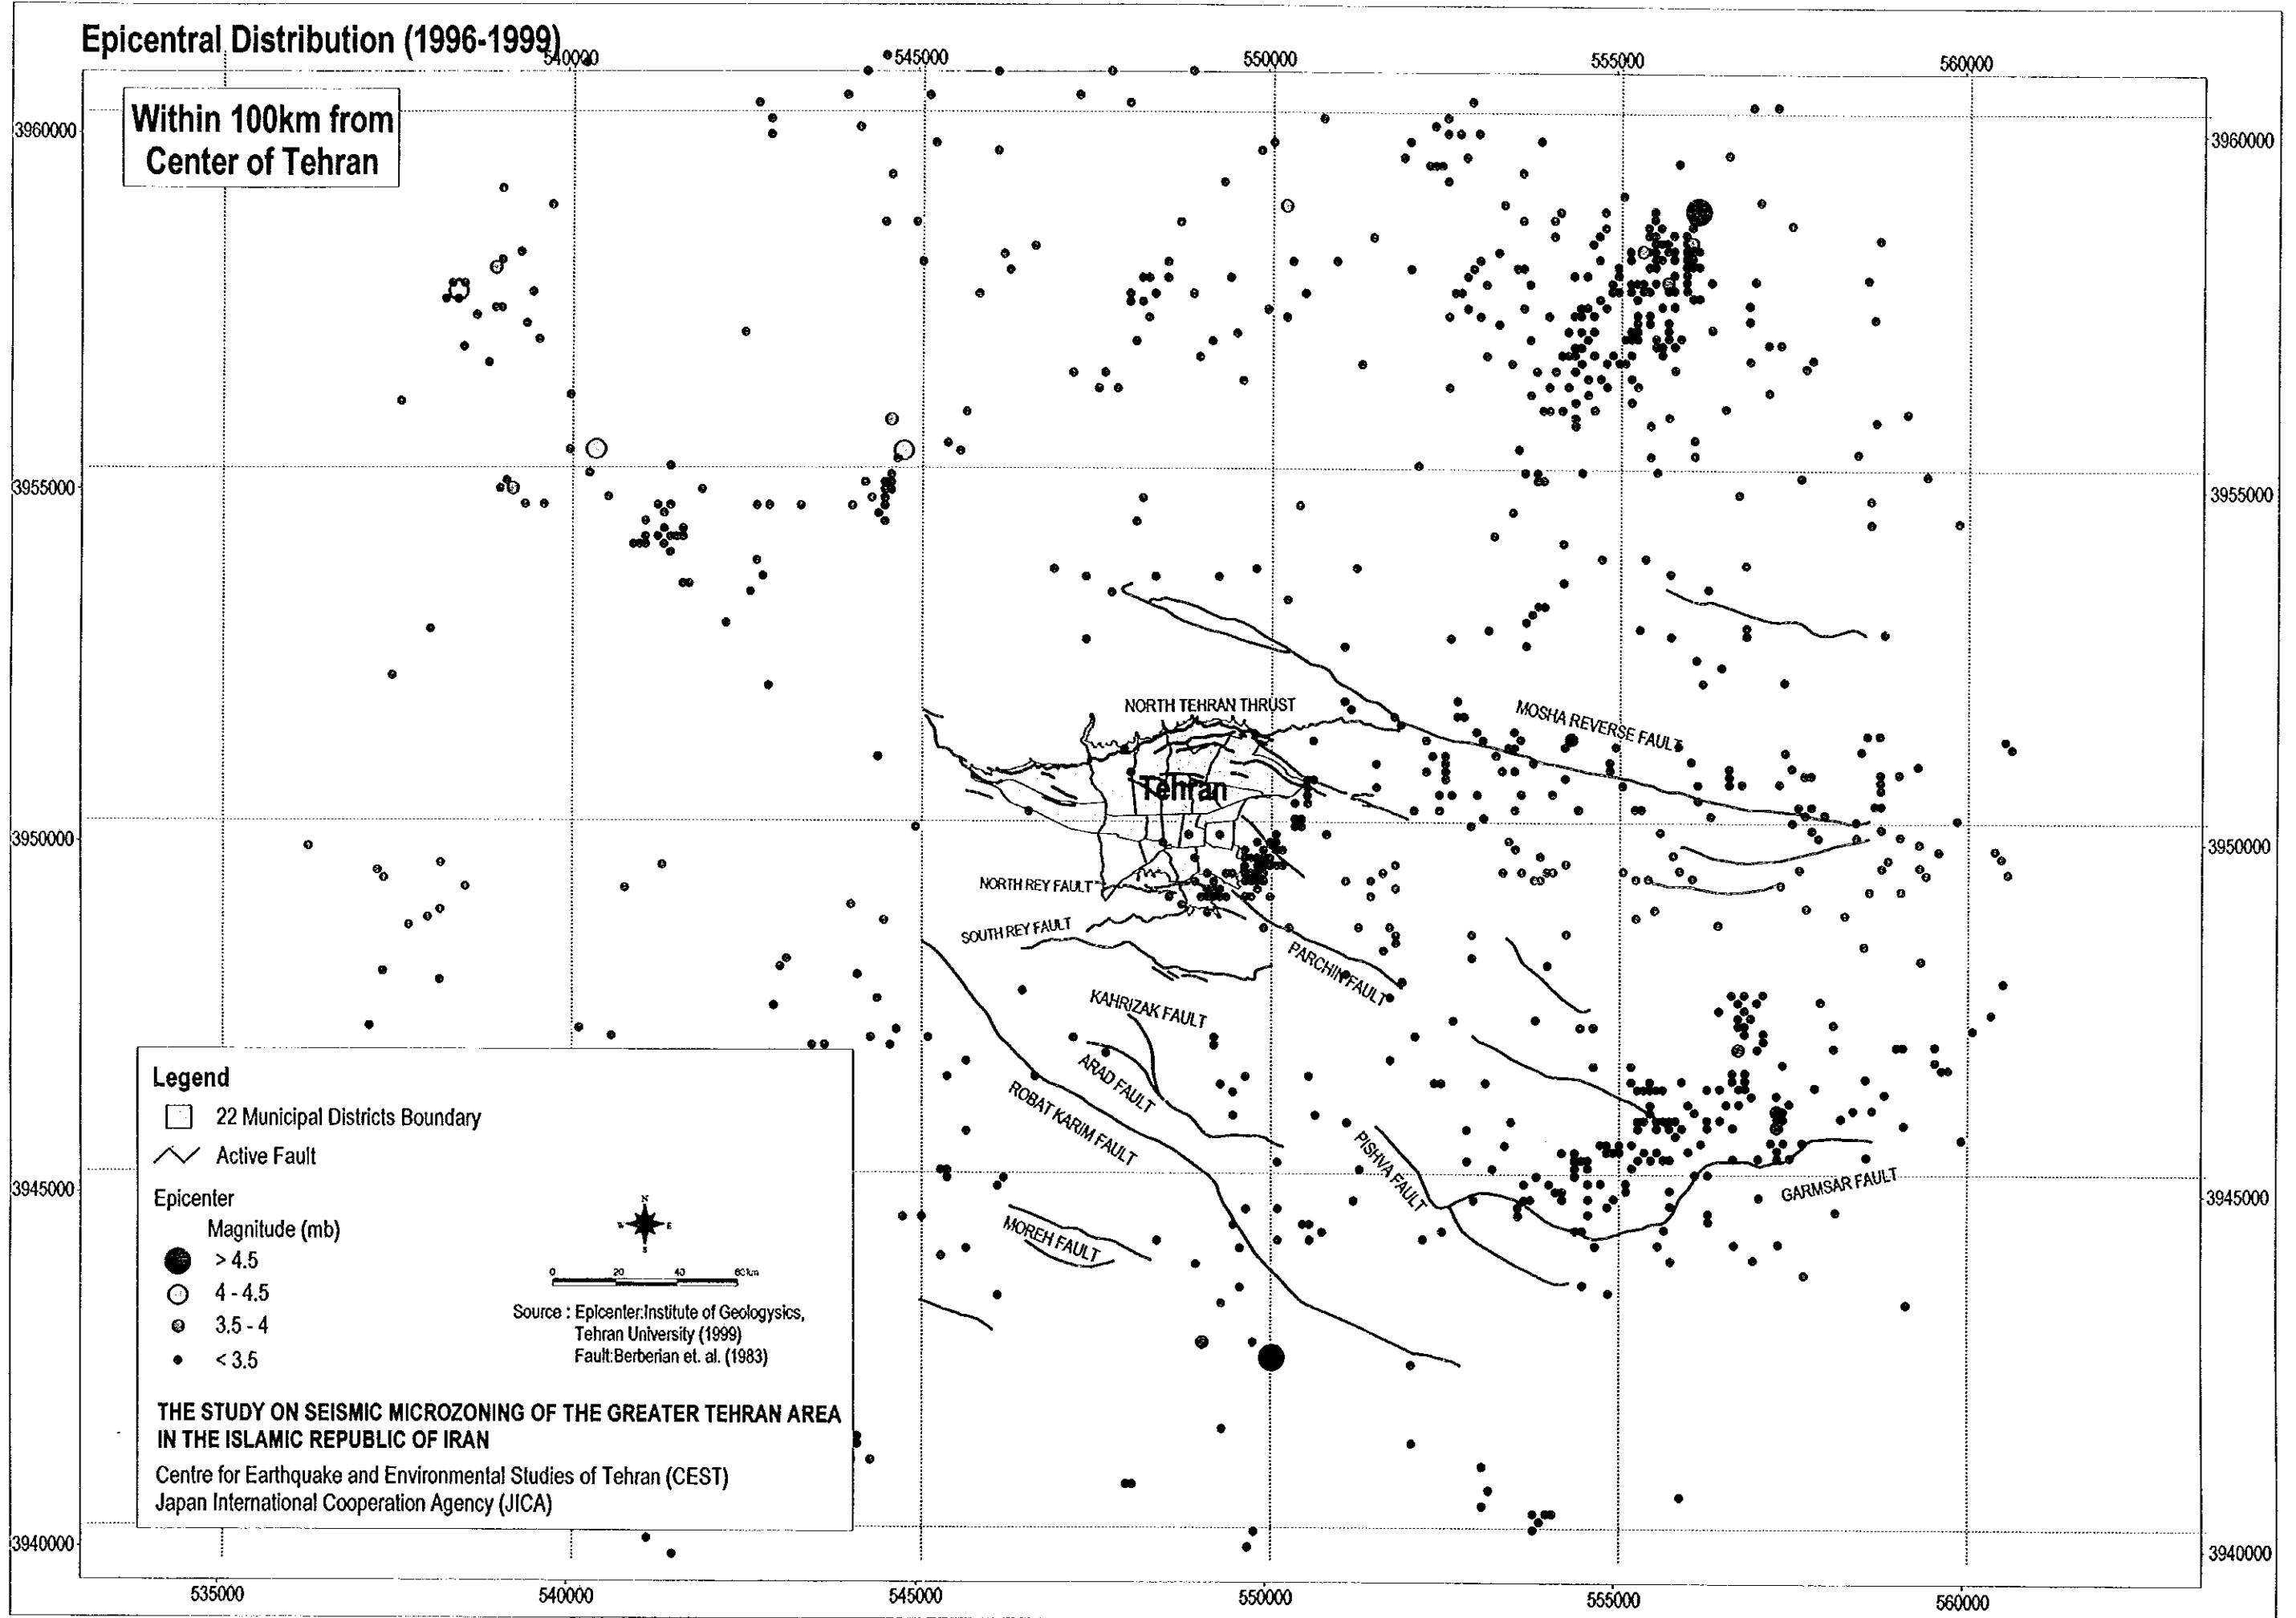 Epicentral Distribution (1996-1999)
540000
545000
550000
555000
560000
Within 100km from
Center of Tehran
3960000
3960000
3955000
3955000
NORTH TEHRAN THRUST
MOSHA REVERSE FAULT
Tehran
3950000
3950000
NORTH REY FAULT
SOUTH REY FAULT
PARCHIN FAULT
KAHRIZAK FAULT
ARAD FAULT
ROBAT KARIM FAULT
PISHVA FAULT
GARMSAR FAULT
MOREH FAULT
3945000
3945000
Legend
22 Municipal Districts Boundary
Active Fault
Epicenter
Magnitude (mb)
> 4.5
4 - 4.5
3.5 - 4
< 3.5
N
E
S
0 20 40 60 km
Source : Epicenter:Institute of Geologysics,
Tehran University (1999)
Fault:Berberian et. al. (1983)
THE STUDY ON SEISMIC MICROZONING OF THE GREATER TEHRAN AREA
IN THE ISLAMIC REPUBLIC OF IRAN
Centre for Earthquake and Environmental Studies of Tehran (CEST)
Japan International Cooperation Agency (JICA)
3940000
3940000
535000
540000
545000
550000
555000
560000